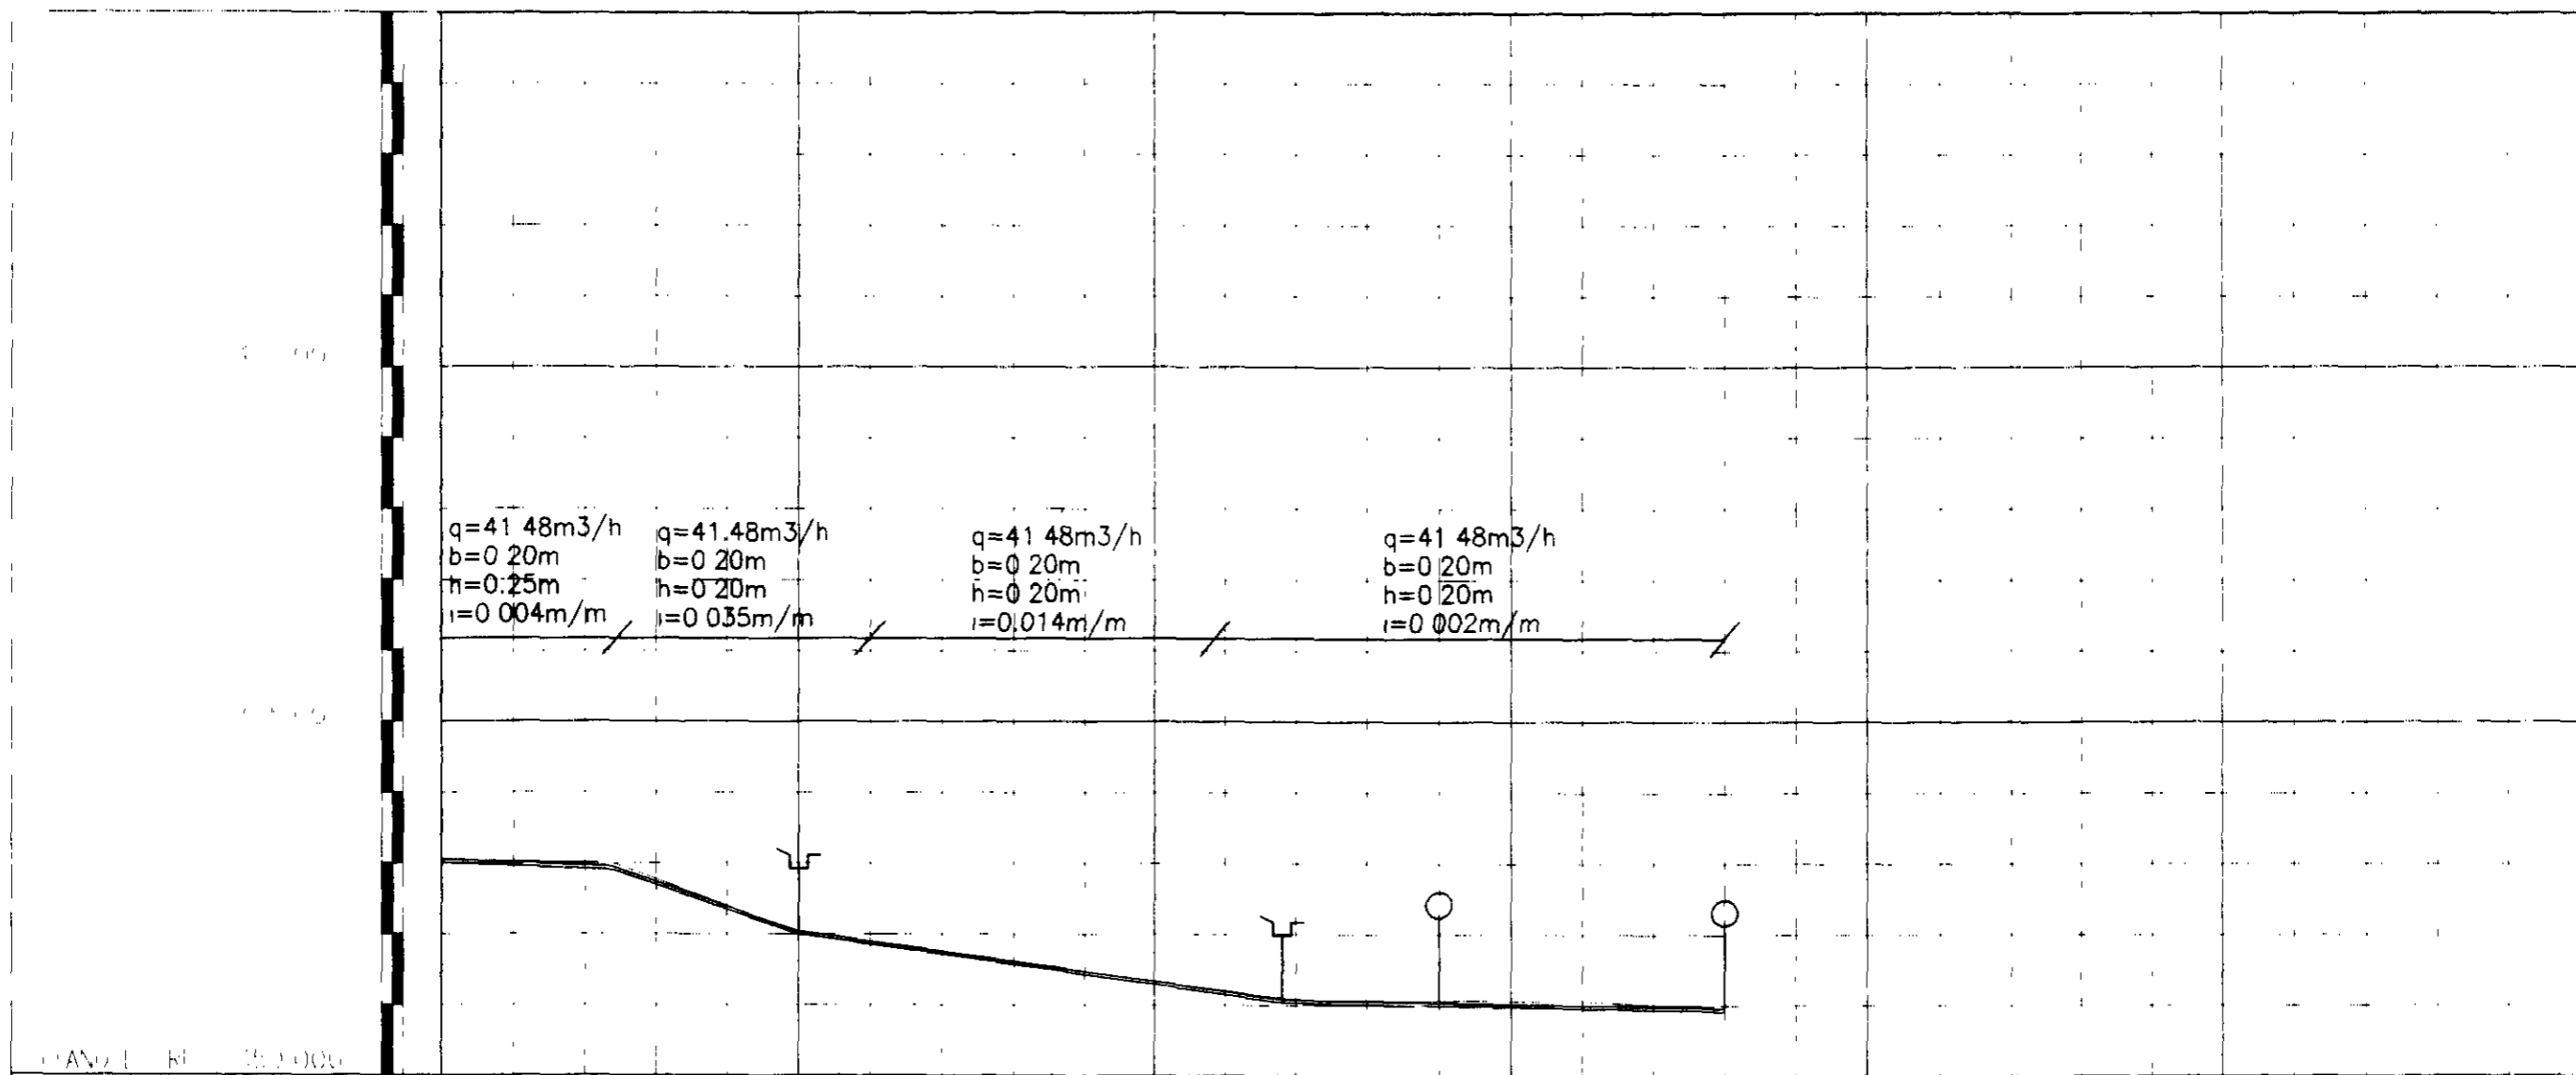 q=41 48m3/h
b=0 20m
h=0.25m
i=0 004m/m
q=41.48m3/h
b=0 20m
h=0 20m
i=0 035m/m
q=41 48m3/h
b=0 20m
h=0 20m
i=0.014m/m
q=41 48m3/h
b=0 20m
h=0 20m
i=0 002m/m